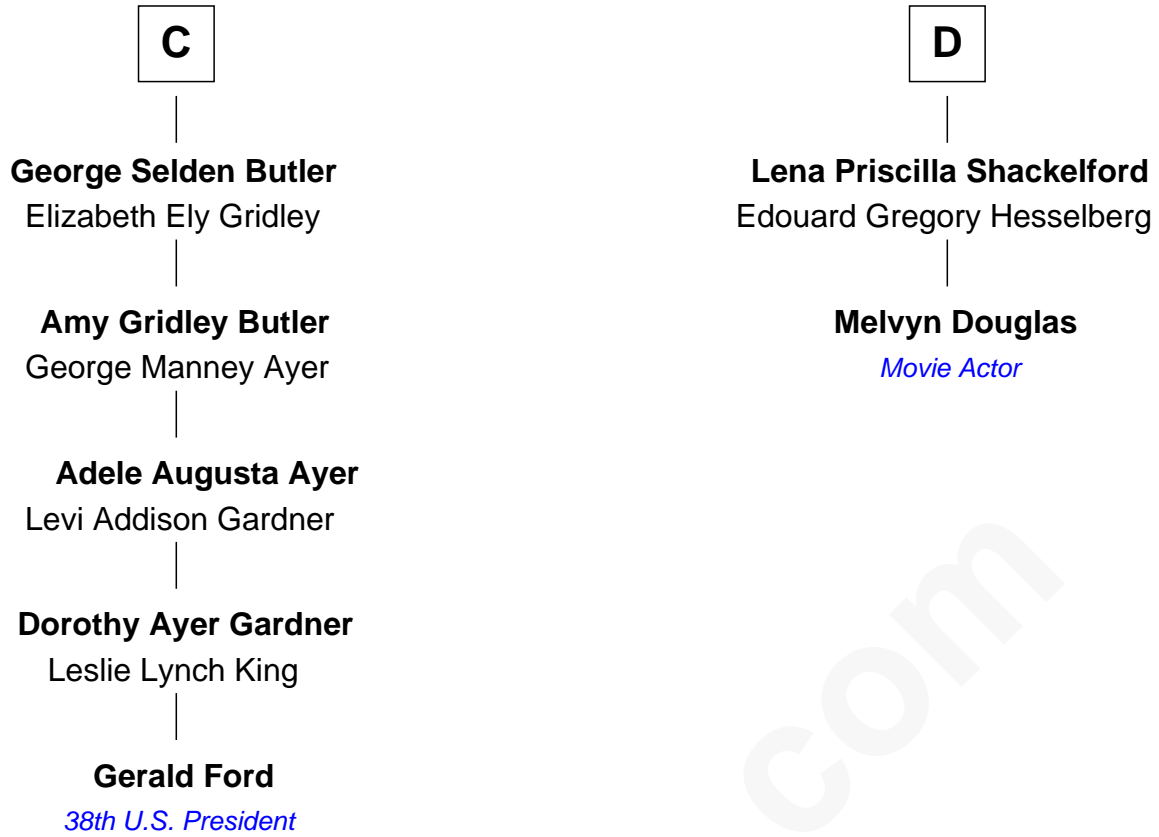 C
George Selden Butler
Elizabeth Ely Gridley
Amy Gridley Butler
George Manney Ayer
Adele Augusta Ayer
Levi Addison Gardner
Dorothy Ayer Gardner
Leslie Lynch King
Gerald Ford
38th U.S. President
D
Lena Priscilla Shackelford
Edouard Gregory Hesselberg
Melvyn Douglas
Movie Actor
com